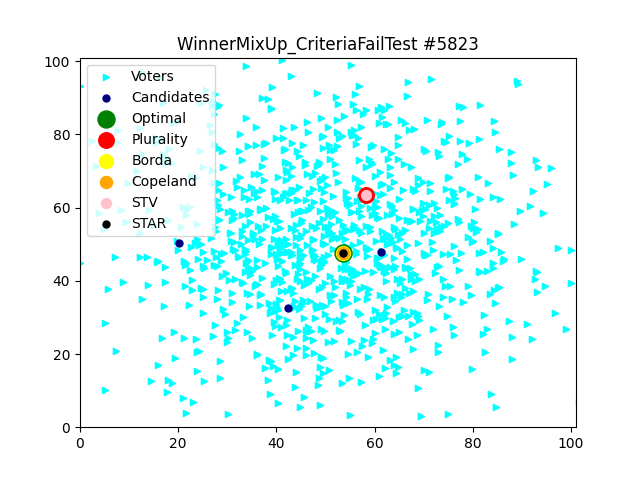 WinnerMixUp_CriteriaFailTest #5823
100
80
60
40
20
0
Voters
Candidates
Optimal
Plurality
Borda
Copeland
STV
STAR
0 20 40 60 80 100